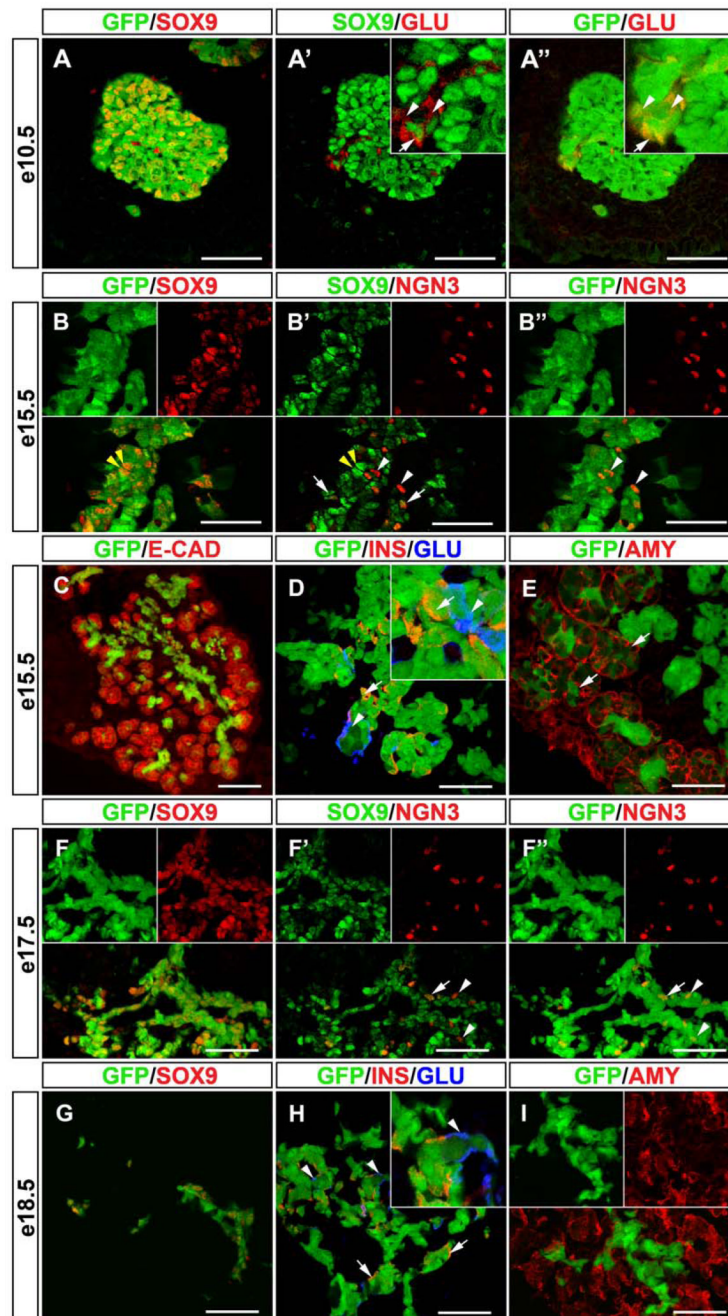 GFP/SOX9 SOX9/GLU GFP/GLU
e10.5
A A' A"
GFP/SOX9 SOX9/NGN3 GFP/NGN3
e15.5
B B' B"
GFP/E-CAD GFP/INS/GLU GFP/AMY
e15.5
C D E
GFP/SOX9 SOX9/NGN3 GFP/NGN3
e17.5
F F' F"
GFP/SOX9 GFP/INS/GLU GFP/AMY
e18.5
G H I